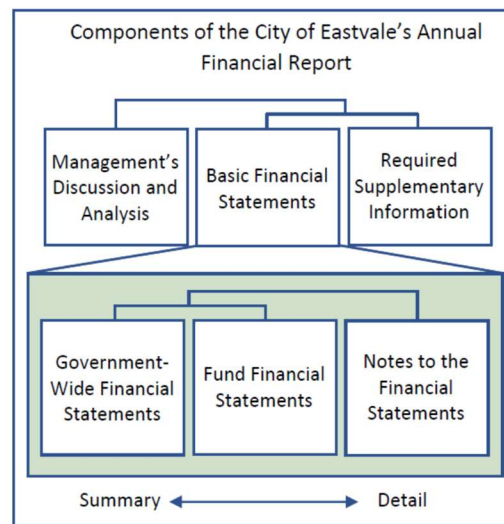 Components of the City of Eastvale's Annual
Financial Report
Management's
Discussion and
Analysis
Basic Financial
Statements
Required
Supplementary
Information
Government-
Wide Financial
Statements
Fund Financial
Statements
Notes to the
Financial
Statements
Summary
Detail